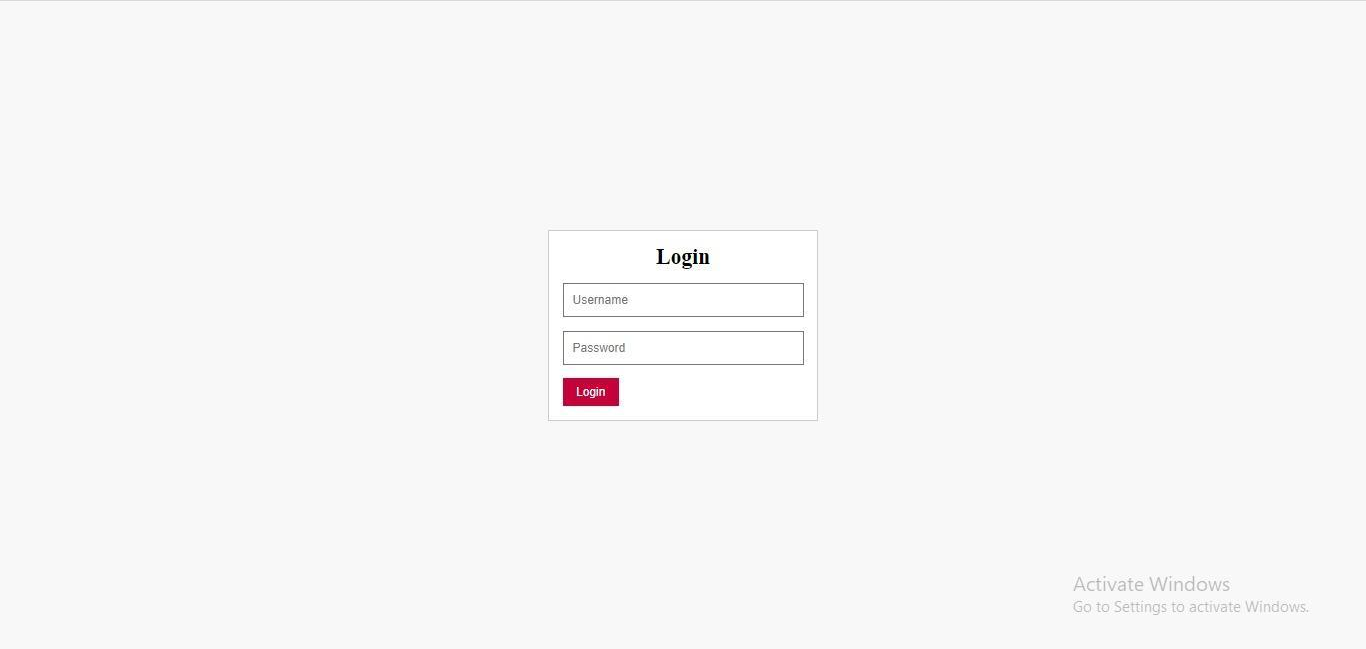 Login
Username
Password
Login
Activate Windows
Go to Settings to activate Windows.